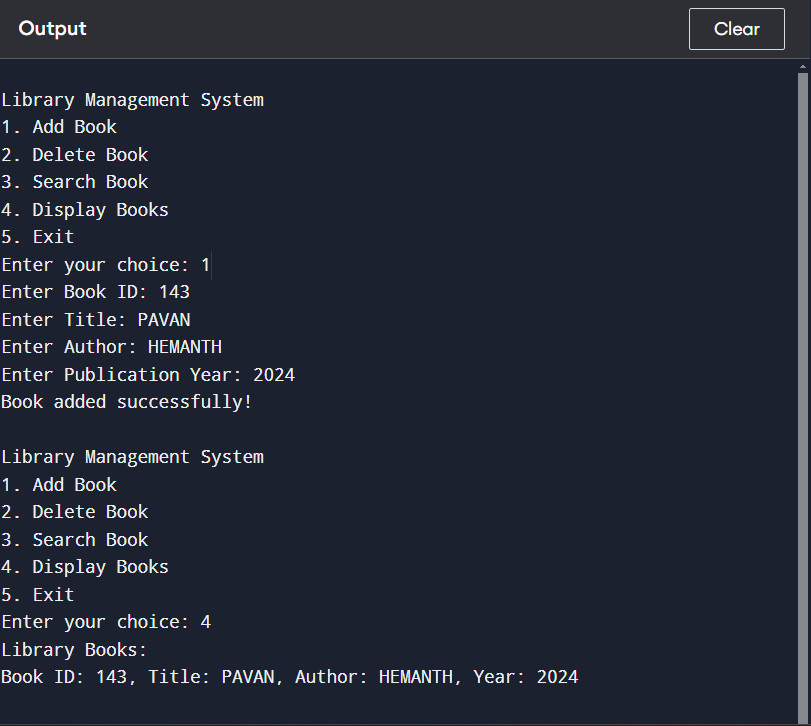 Output
Clear
Library Management System
1. Add Book
2. Delete Book
3. Search Book
4. Display Books
5. Exit
Enter your choice: 1
Enter Book ID: 143
Enter Title: PAVAN
Enter Author: HEMANTH
Enter Publication Year: 2024
Book added successfully!
Library Management System
1. Add Book
2. Delete Book
3. Search Book
4. Display Books
5. Exit
Enter your choice: 4
Library Books:
Book ID: 143, Title: PAVAN, Author: HEMANTH, Year: 2024